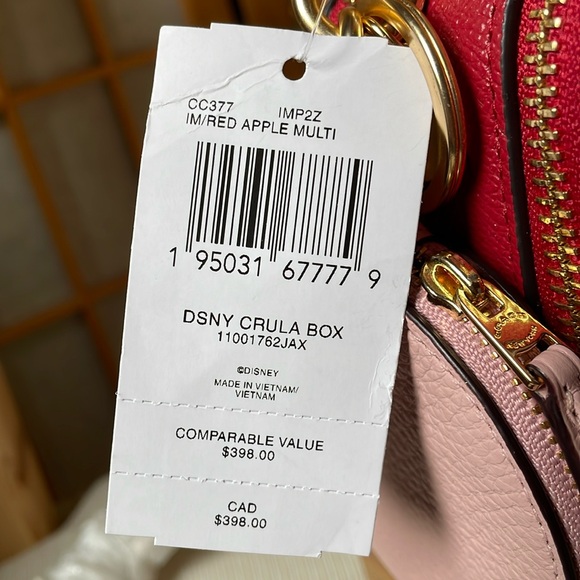 CC377 IMP2Z
IM/RED APPLE MULTI
1 95031 67777 9
DSNY CRULA BOX
11001762JAX
©DISNEY
MADE IN VIETNAM/
VIETNAM
COMPARABLE VALUE
$398.00
CAD
$398.00